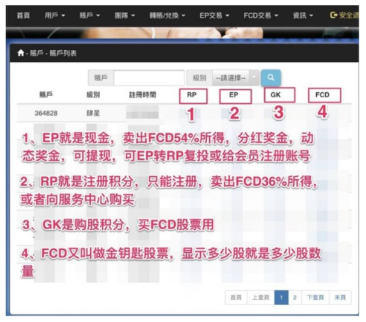 首頁 用戶 賬戶 團隊 轉賬/兌換 EP交易 FCD交易 資訊 安全退
- 賬戶 - 賬戶列表
賬戶 級別 --請選擇--
賬戶 級別 註冊時間 RP EP GK FCD
364828 肆星 1 2 3 4
1、EP就是现金,卖出FCD54%所得,分红奖金,动
态奖金,可提现,可EP转RP复投或给会员注册账号
2、RP就是注册积分,只能注册,卖出FCD36%所得,
或者向服务中心购买
3、GK是购股积分,买FCD股票用
4、FCD又叫做金钥匙股票,显示多少股就是多少股数
量
首頁 上壹頁 1 2 下壹頁 末頁